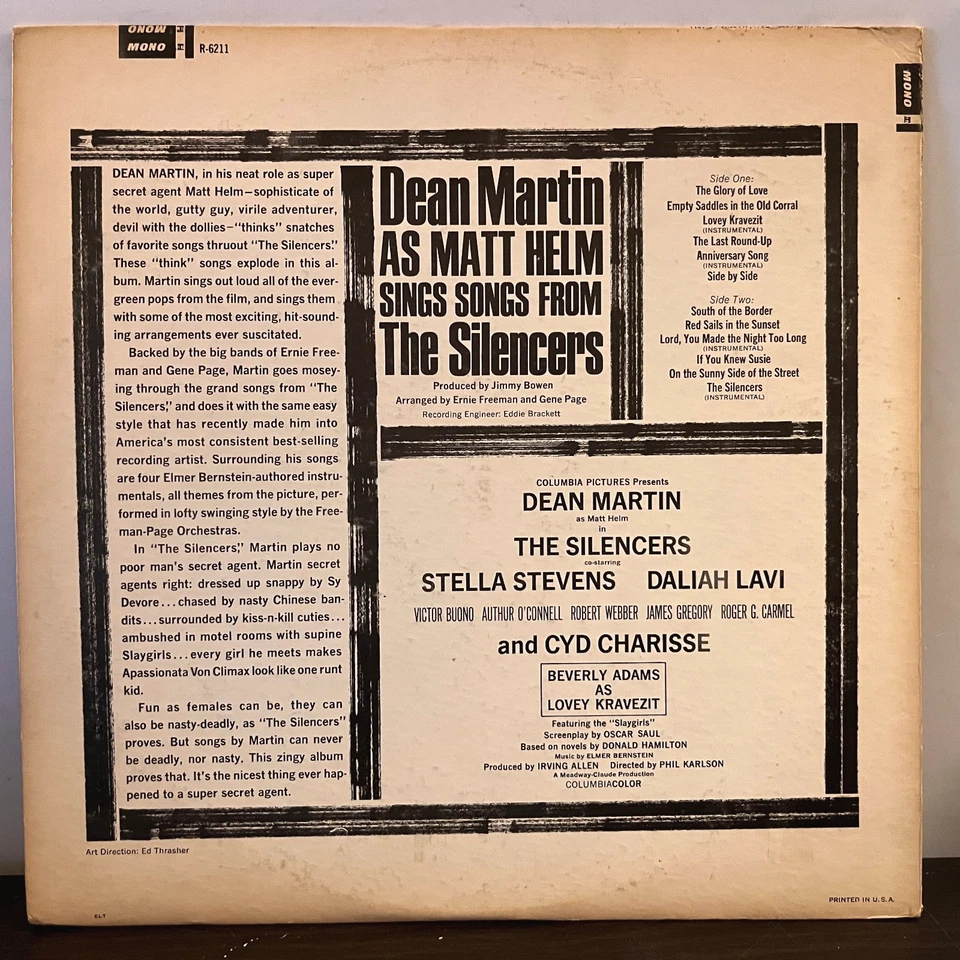 MONO
MONO
R-6211
MONO
DEAN MARTIN, in his neat role as super
secret agent Matt Helm—sophisticate of
the world, gutty guy, virile adventurer,
devil with the dollies—"thinks" snatches
of favorite songs thruout "The Silencers."
These "think" songs explode in this al-
bum. Martin sings out loud all of the ever-
green pops from the film, and sings them
with some of the most exciting, hit-sound-
ing arrangements ever suscitated.
Backed by the big bands of Ernie Free-
man and Gene Page, Martin goes mosey-
ing through the grand songs from "The
Silencers," and does it with the same easy
style that has recently made him into
America's most consistent best-selling
recording artist. Surrounding his songs
are four Elmer Bernstein-authored instru-
mentals, all themes from the picture, per-
formed in lofty swinging style by the Free-
man-Page Orchestras.
In "The Silencers," Martin plays no
poor man's secret agent. Martin secret
agents right: dressed up snappy by Sy
Devore...chased by nasty Chinese ban-
dits...surrounded by kiss-n-kill cuties...
ambushed in motel rooms with supine
Slaygirls...every girl he meets makes
Apassionata Von Climax look like one runt
kid.
Fun as females can be, they can
also be nasty-deadly, as "The Silencers"
proves. But songs by Martin can never
be deadly, nor nasty. This zingy album
proves that. It's the nicest thing ever hap-
pened to a super secret agent.
Dean Martin
AS MATT HELM
SINGS SONGS FROM
The Silencers
Produced by Jimmy Bowen
Arranged by Ernie Freeman and Gene Page
Recording Engineer: Eddie Brackett
Side One:
The Glory of Love
Empty Saddles in the Old Corral
Lovey Kravezit
(INSTRUMENTAL)
The Last Round-Up
Anniversary Song
(INSTRUMENTAL)
Side by Side
Side Two:
South of the Border
Red Sails in the Sunset
Lord, You Made the Night Too Long
(INSTRUMENTAL)
If You Knew Susie
On the Sunny Side of the Street
The Silencers
(INSTRUMENTAL)
COLUMBIA PICTURES Presents
DEAN MARTIN
as Matt Helm
in
THE SILENCERS
co-starring
STELLA STEVENS DALIAH LAVI
VICTOR BUONO AUTHUR O'CONNELL ROBERT WEBBER JAMES GREGORY ROGER G. CARMEL
and CYD CHARISSE
BEVERLY ADAMS
AS
LOVEY KRAVEZIT
Featuring the "Slaygirls"
Screenplay by OSCAR SAUL
Based on novels by DONALD HAMILTON
Music by ELMER BERNSTEIN
Produced by IRVING ALLEN Directed by PHIL KARLSON
A Meadway-Claude Production
COLUMBIACOLOR
Art Direction: Ed Thrasher
PRINTED IN U.S.A.